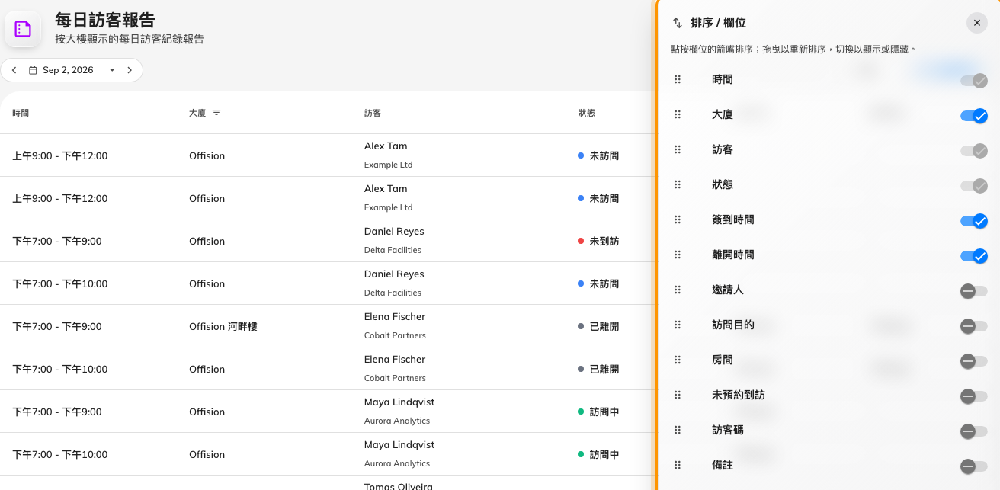 每日訪客報告
按大樓顯示的每日訪客紀錄報告
Sep 2, 2026
時間 大廈 訪客 狀態
上午9:00 - 下午12:00 Offision Alex Tam 未訪問
Example Ltd
上午9:00 - 下午12:00 Offision Alex Tam 未訪問
Example Ltd
下午7:00 - 下午9:00 Offision Daniel Reyes 未到訪
Delta Facilities
下午7:00 - 下午10:00 Offision Daniel Reyes 未訪問
Delta Facilities
下午7:00 - 下午9:00 Offision 河畔樓 Elena Fischer 已離開
Cobalt Partners
下午7:00 - 下午10:00 Offision Elena Fischer 已離開
Cobalt Partners
下午7:00 - 下午9:00 Offision Maya Lindqvist 訪問中
Aurora Analytics
下午7:00 - 下午10:00 Offision Maya Lindqvist 訪問中
Aurora Analytics
Tomas Oliveira
排序 / 欄位
點按欄位的箭嘴排序；拖曳以重新排序，切換以顯示或隱藏。
時間
大廈
訪客
狀態
簽到時間
離開時間
邀請人
訪問目的
房間
未預約到訪
訪客碼
備註